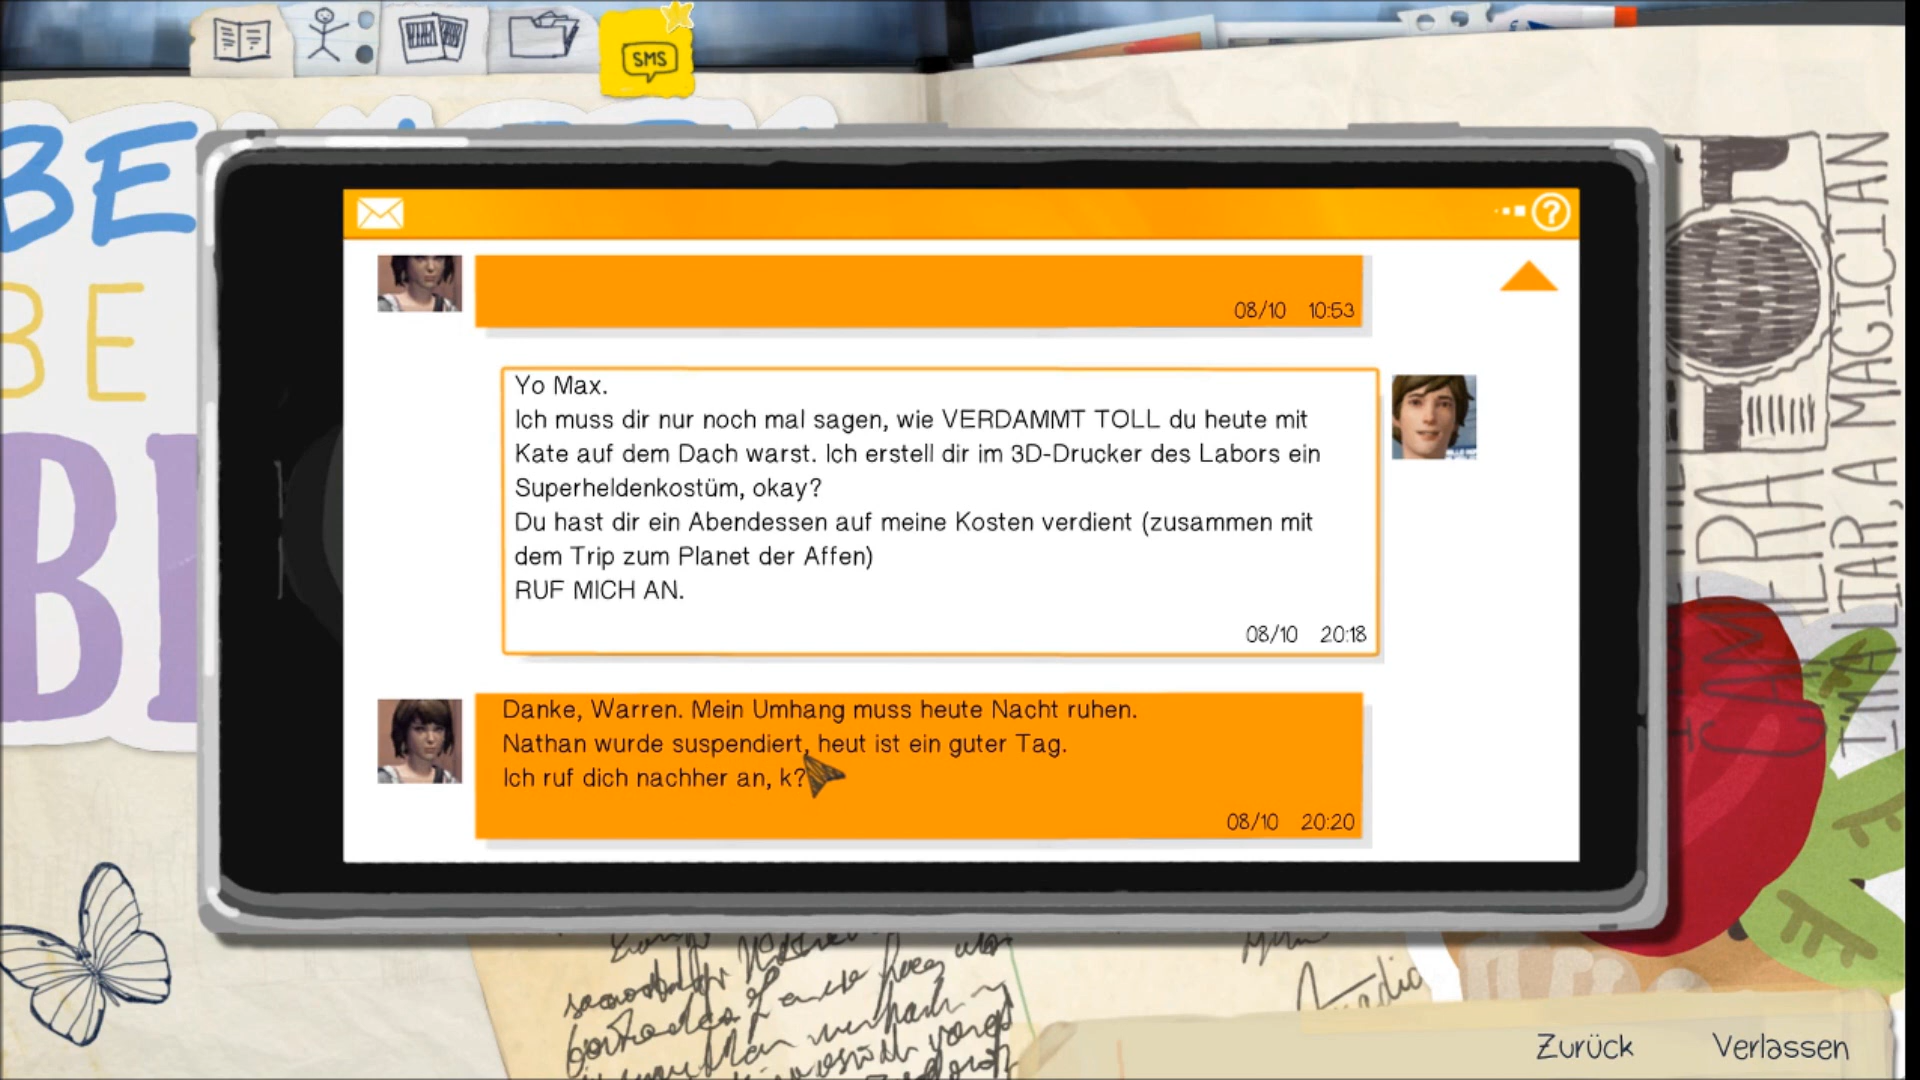 SMS
BE
BE
08/10 10:53
Yo Max.
Ich muss dir nur noch mal sagen, wie VERDAMMT TOLL du heute mit
Kate auf dem Dach warst. Ich erstell dir im 3D-Drucker des Labors ein
Superheldenkostüm, okay?
Du hast dir ein Abendessen auf meine Kosten verdient (zusammen mit
dem Trip zum Planet der Affen)
RUF MICH AN.
08/10 20:18
Danke, Warren. Mein Umhang muss heute Nacht ruhen.
Nathan wurde suspendiert, heut ist ein guter Tag.
Ich ruf dich nachher an, k?
08/10 20:20
CAMERA
LIAR, A MAGICIAN
Zurück
Verlassen